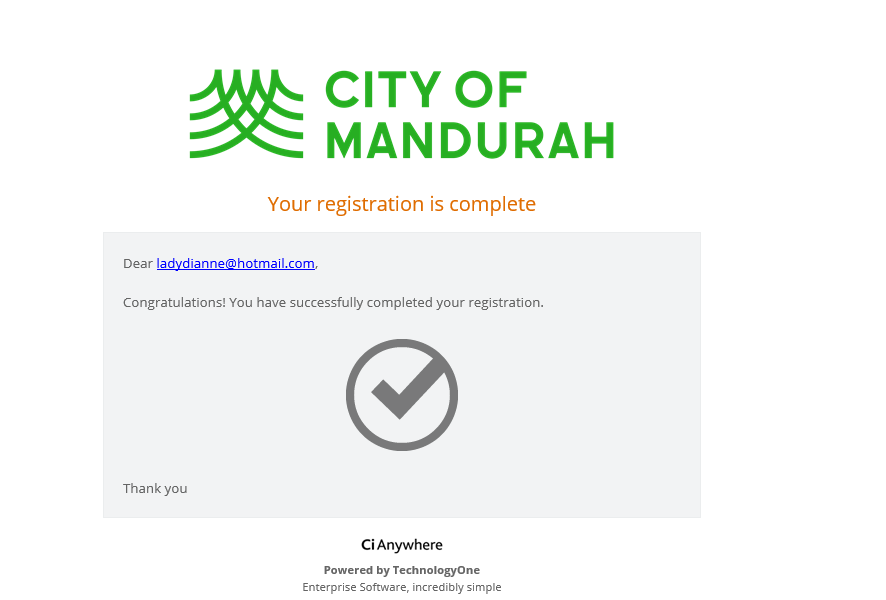 CITY OF
MANDURAH
Your registration is complete
Dear ladydianne@hotmail.com,
Congratulations! You have successfully completed your registration.
Thank you
Ci Anywhere
Powered by TechnologyOne
Enterprise Software, incredibly simple